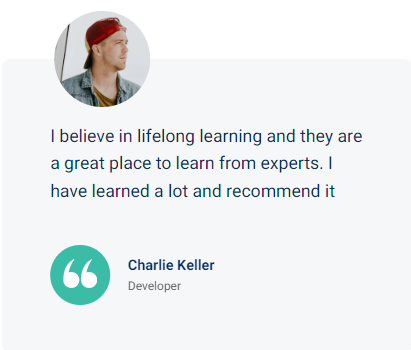 I believe in lifelong learning and they are
a great place to learn from experts. I
have learned a lot and recommend it
Charlie Keller
Developer